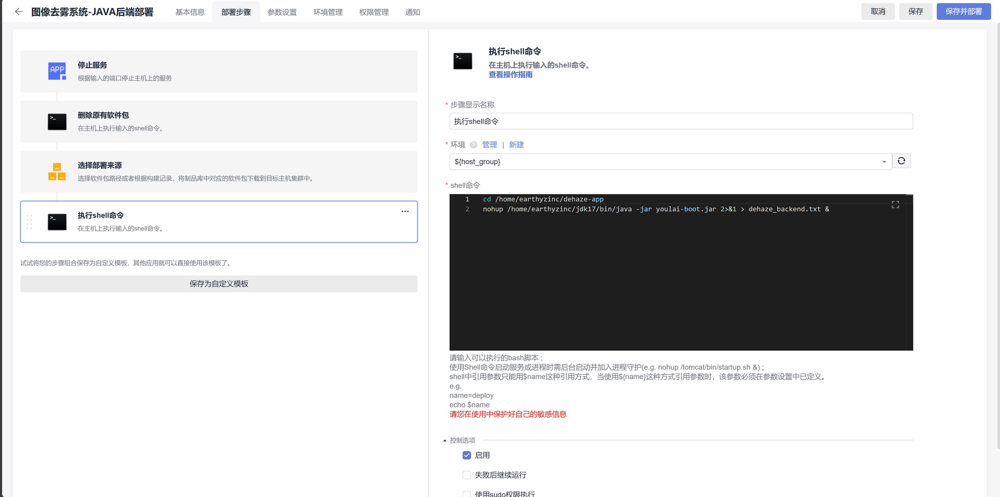 图像去雾系统-JAVA后端部署
基本信息
部署步骤
参数设置
环境管理
权限管理
通知
取消
保存
保存并部署
APP
停止服务
根据输入的端口停止主机上的服务
>_
删除原有软件包
在主机上执行输入的shell命令。
选择部署来源
选择软件包路径或者根据构建记录，将制品库中对应的软件包下载到目标主机集群中。
>_
执行shell命令
在主机上执行输入的shell命令。
试试将您的步骤组合保存为自定义模板，其他应用就可以直接使用该模板了。
保存为自定义模板
>_
执行shell命令
在主机上执行输入的shell命令。
查看操作指南
* 步骤显示名称
执行shell命令
* 环境 ? 管理 | 新建
${host_group}
* shell命令
1 cd /home/earthyzinc/dehaze-app
2 nohup /home/earthyzinc/jdk17/bin/java -jar youlai-boot.jar 2>&1 > dehaze_backend.txt &
请输入可以执行的bash脚本；
使用Shell命令启动服务或进程时需后台启动并加入进程守护(e.g. nohup /tomcat/bin/startup.sh &)；
shell中引用参数只能用$name这种引用方式，当使用${name}这种方式引用参数时，该参数必须在参数设置中已定义。
e.g.
name=deploy
echo $name
请您在使用中保护好自己的敏感信息
控制选项
启用
失败后继续运行
使用sudo权限执行